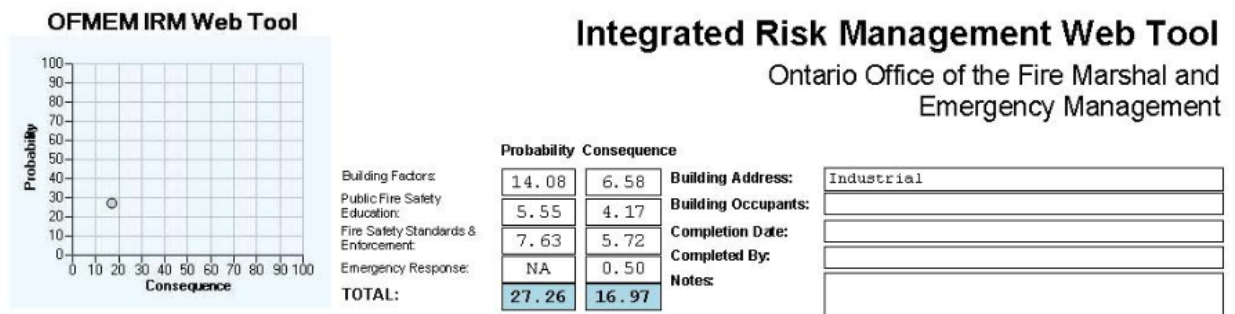 OFMEM IRM Web Tool
100
90
80
70
60
50
40
30
20
10
0
Probability
0 10 20 30 40 50 60 70 80 90 100
Consequence
Integrated Risk Management Web Tool
Ontario Office of the Fire Marshal and
Emergency Management
Probability Consequence
Building Factors: 14.08 6.58
Public Fire Safety
Education: 5.55 4.17
Fire Safety Standards &
Enforcement: 7.63 5.72
Emergency Response: NA 0.50
TOTAL: 27.26 16.97
Building Address: Industrial
Building Occupants:
Completion Date:
Completed By:
Notes: